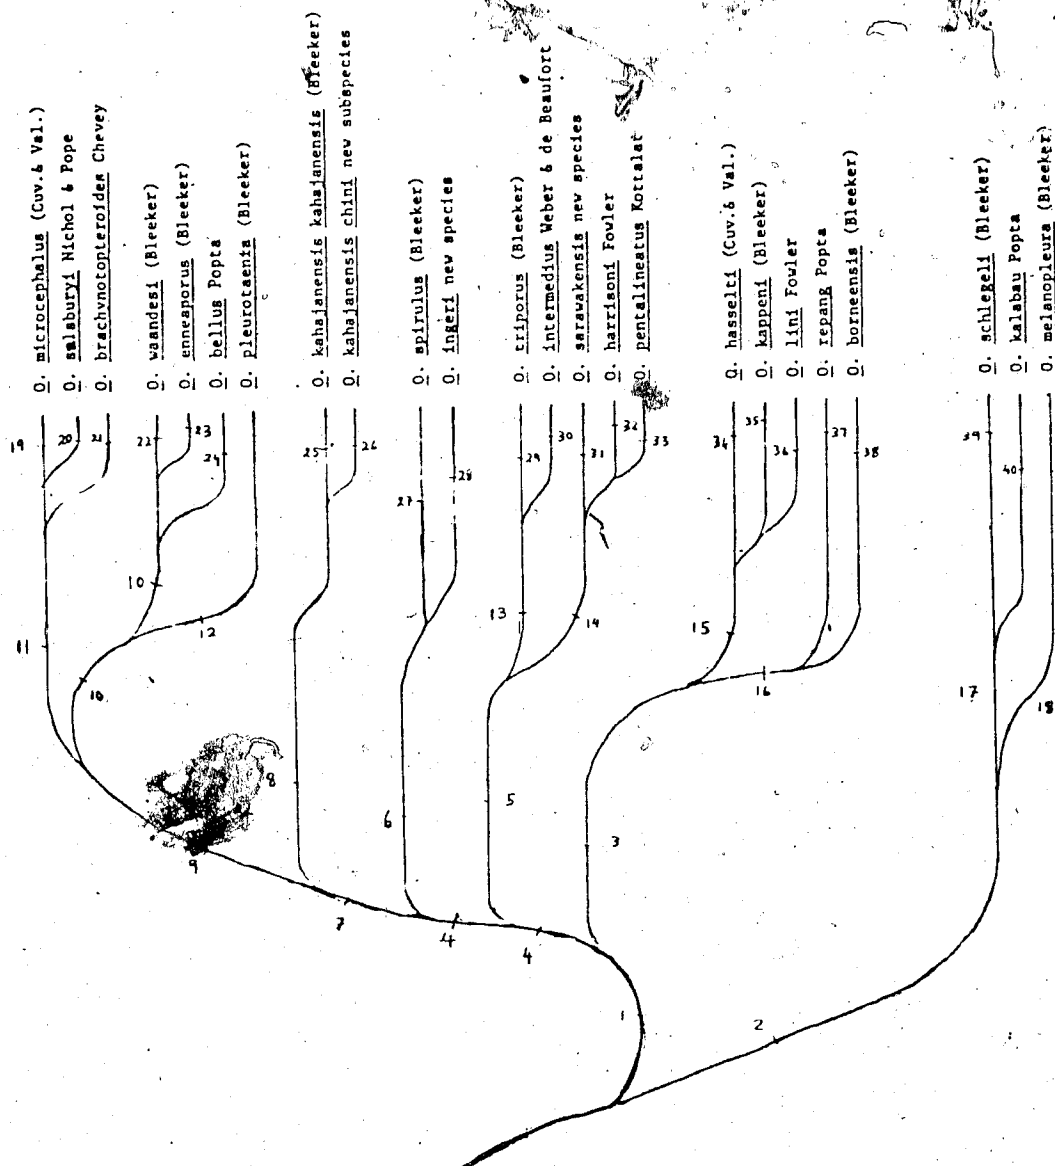 O. microcephalus (Cuv.& Val.)
O. salsburyi Nichol & Pope
O. brachynotopteroides Chevey
O. waandesi (Bleeker)
O. enneaporus (Bleeker)
O. bellus Popta
O. pleurotaenia (Bleeker)
O. kahajanensis kahajanensis (Bleeker)
O. kahajanensis chini new subspecies
O. spirulus (Bleeker)
O. ingeri new species
O. triporus (Bleeker)
O. intermedius Weber & de Beaufort
O. sarawakensis new species
O. harrisoni Fowler
O. pentalineatus Kottalat
O. hasselti (Cuv.& Val.)
O. kappeni (Bleeker)
O. lini Fowler
O. repang Popta
O. borneensis (Bleeker)
O. schlegeli (Bleeker)
O. kalabau Popta
O. melanopleura (Bleeker)
19 20 21 22 23 24 25 26 27 28 29 30 31 32 33 34 35 36 37 38 39 40
10 13 14 15
11 12 16
10 17 18
8
6 5 3
9
7 4 4
1 2